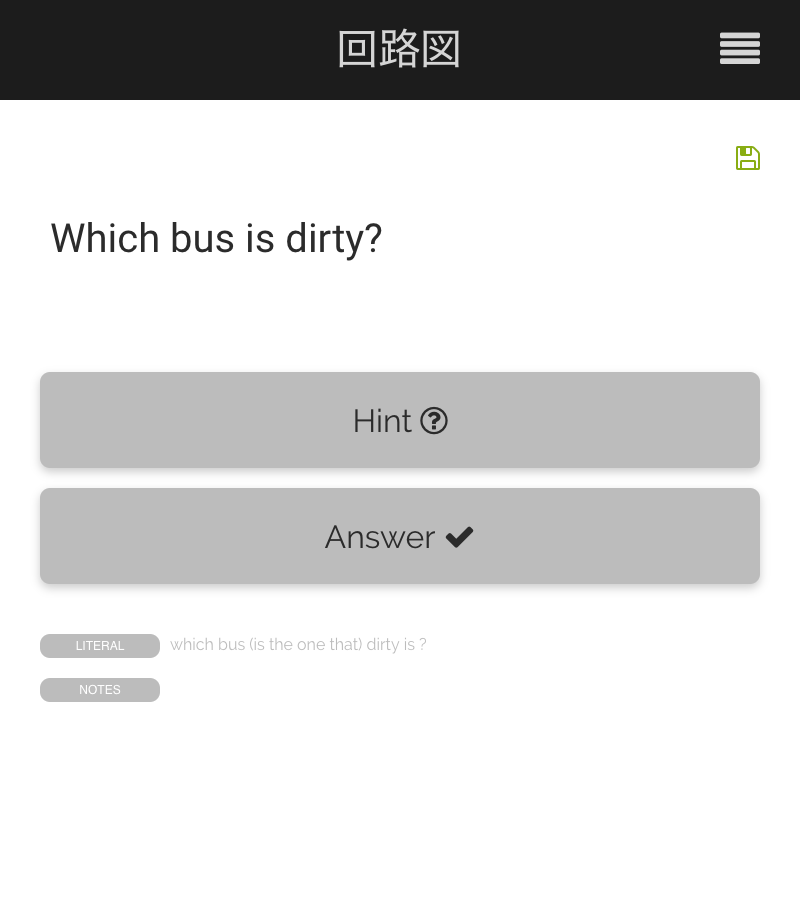 回路図
Which bus is dirty?
Hint
Answer
LITERAL which bus (is the one that) dirty is ?
NOTES